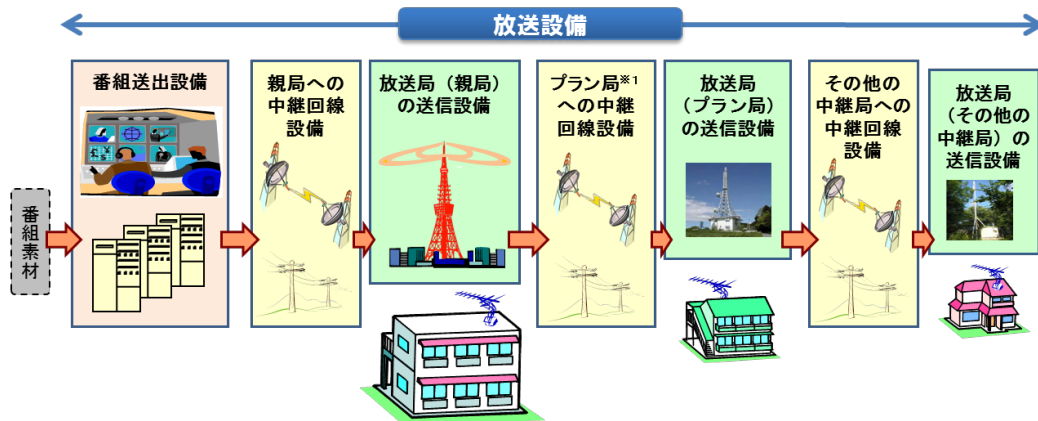 放送設備
番組素材
番組送出設備
親局への
中継回線
設備
放送局（親局）
の送信設備
プラン局※1
への中継
回線設備
放送局
（プラン局）
の送信設備
その他の
中継局への
中継回線
設備
放送局
（その他の
中継局）の
送信設備